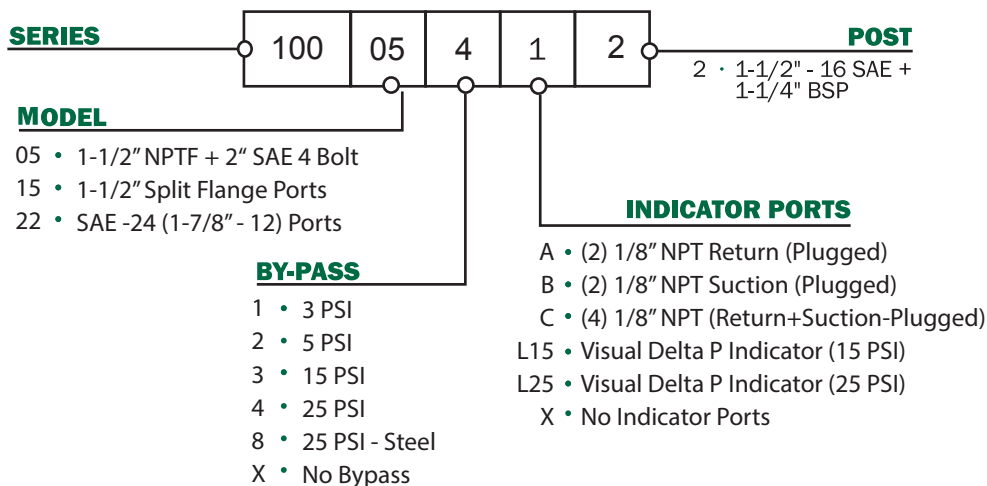 SERIES
100 05 4 1 2
POST
2 · 1-1/2" - 16 SAE +
1-1/4" BSP
MODEL
05 • 1-1/2” NPTF + 2“ SAE 4 Bolt
15 • 1-1/2” Split Flange Ports
22 • SAE -24 (1-7/8” - 12) Ports
BY-PASS
1 • 3 PSI
2 • 5 PSI
3 • 15 PSI
4 • 25 PSI
8 • 25 PSI - Steel
X • No Bypass
INDICATOR PORTS
A • (2) 1/8” NPT Return (Plugged)
B • (2) 1/8” NPT Suction (Plugged)
C • (4) 1/8” NPT (Return+Suction-Plugged)
L15 • Visual Delta P Indicator (15 PSI)
L25 • Visual Delta P Indicator (25 PSI)
X • No Indicator Ports